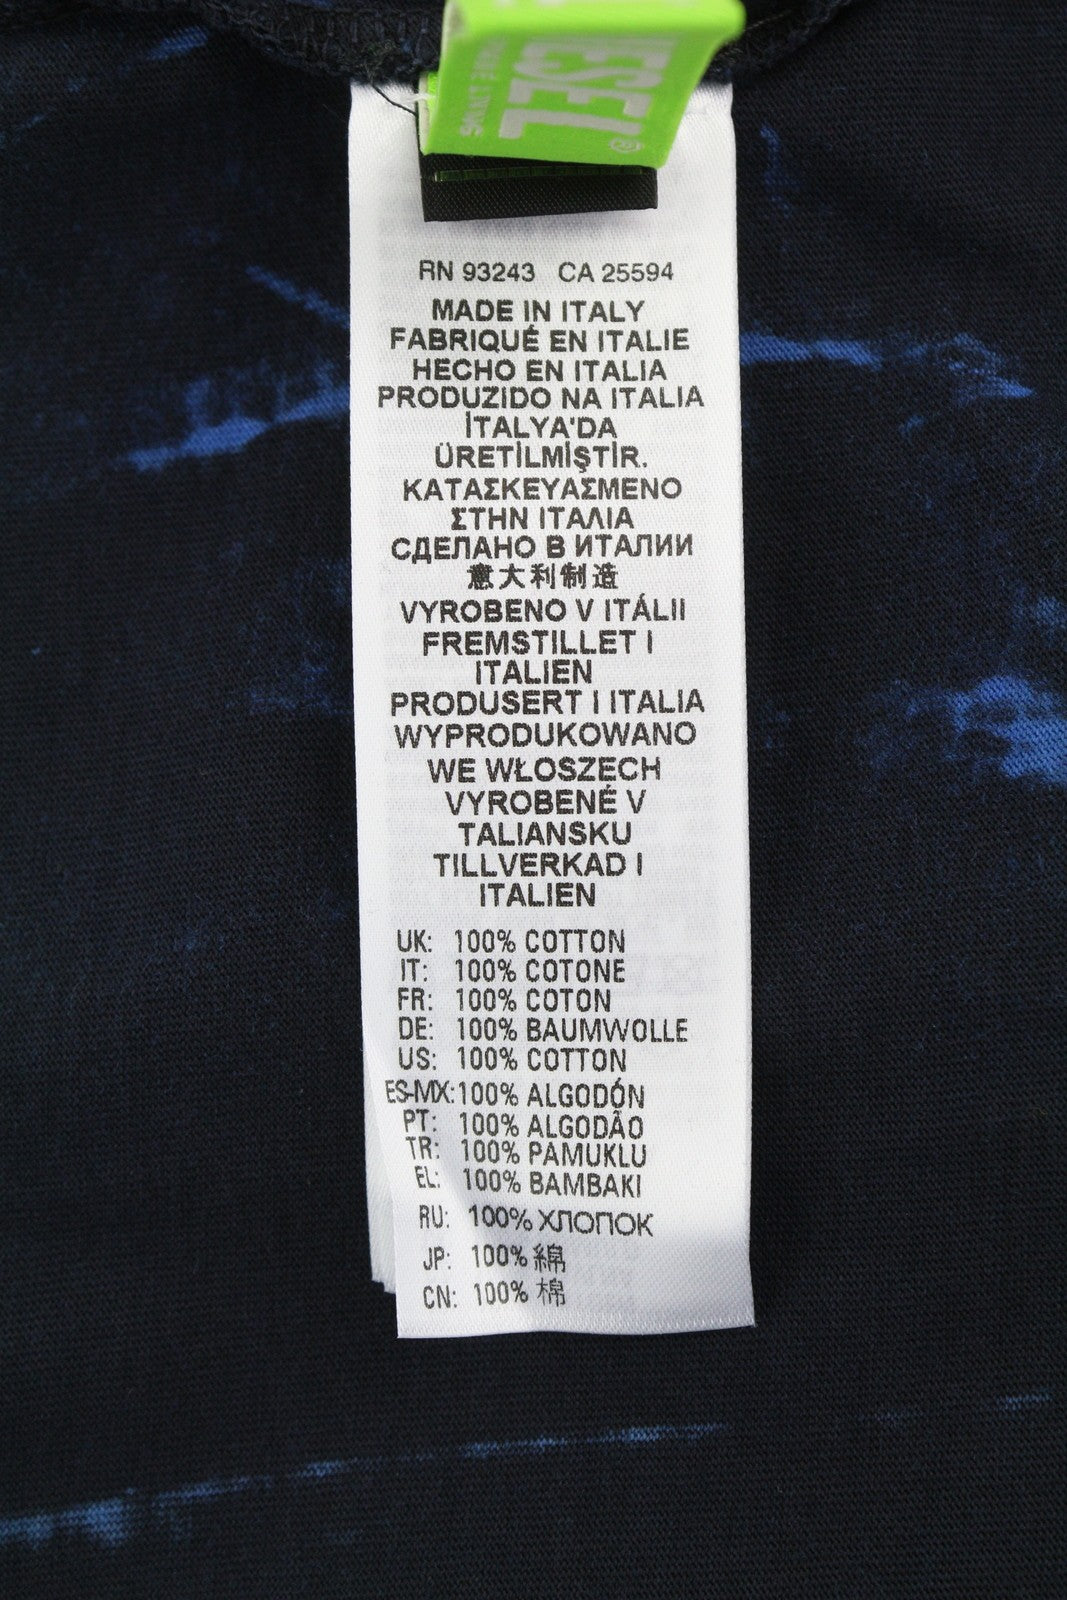 SEL®
RN 93243 CA 25594
MADE IN ITALY
FABRIQUÉ EN ITALIE
HECHO EN ITALIA
PRODUZIDO NA ITALIA
İTALYA'DA
ÜRETİLMİŞTİR.
ΚΑΤΑΣΚΕΥΑΣΜΕΝΟ
ΣΤΗΝ ΙΤΑΛΙΑ
СДЕЛАНО В ИТАЛИИ
意大利制造
VYROBENO V ITÁLII
FREMSTILLET I
ITALIEN
PRODUSERT I ITALIA
WYPRODUKOWANO
WE WŁOSZECH
VYROBENÉ V
TALIANSKU
TILLVERKAD I
ITALIEN
UK: 100% COTTON
IT: 100% COTONE
FR: 100% COTON
DE: 100% BAUMWOLLE
US: 100% COTTON
ES-MX: 100% ALGODÓN
PT: 100% ALGODÃO
TR: 100% PAMUKLU
EL: 100% BAMBAKI
RU: 100% ХЛОПОК
JP: 100% 綿
CN: 100% 棉